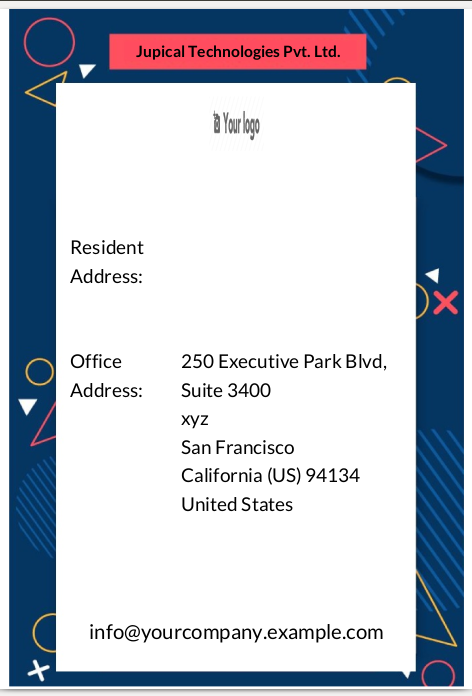 Jupical Technologies Pvt. Ltd.
Your logo
Resident
Address:
Office
Address:
250 Executive Park Blvd,
Suite 3400
xyz
San Francisco
California (US) 94134
United States
info@yourcompany.example.com